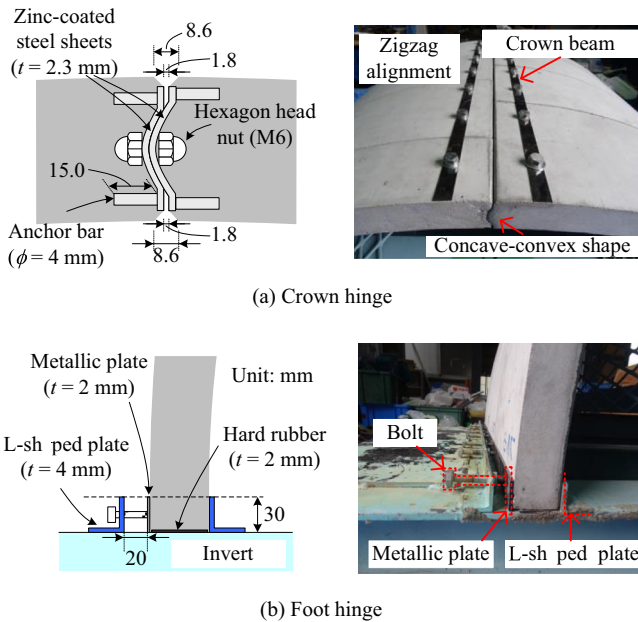 Zinc-coated
steel sheets
(t = 2.3 mm)
8.6
1.8
Hexagon head
nut (M6)
15.0
Anchor bar
(ϕ = 4 mm)
1.8
8.6
Zigzag
alignment
Crown beam
Concave-convex shape
(a) Crown hinge
Metallic plate
(t = 2 mm)
Unit: mm
L-sh ped plate
(t = 4 mm)
Hard rubber
(t = 2 mm)
30
20
Invert
Bolt
Metallic plate
L-sh ped plate
(b) Foot hinge